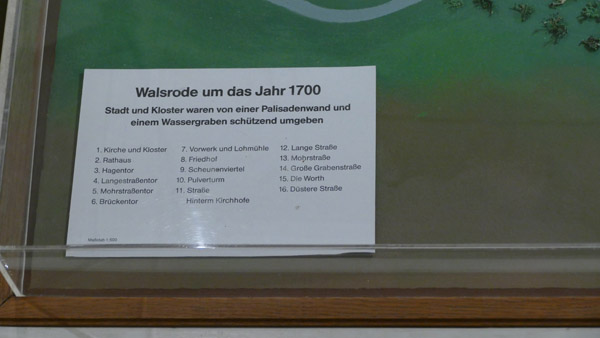 Walsrode um das Jahr 1700
Stadt und Kloster waren von einer Palisadenwand und
einem Wassergraben schützend umgeben
1. Kirche und Kloster
2. Rathaus
3. Hagentor
4. Langestraßentor
5. Mohrstraßentor
6. Brückentor
7. Vorwerk und Lohmühle
8. Friedhof
9. Scheunenviertel
10. Pulverturm
11. Straße
Hinterm Kirchhofe
12. Lange Straße
13. Mohrstraße
14. Große Grabenstraße
15. Die Worth
16. Düstere Straße